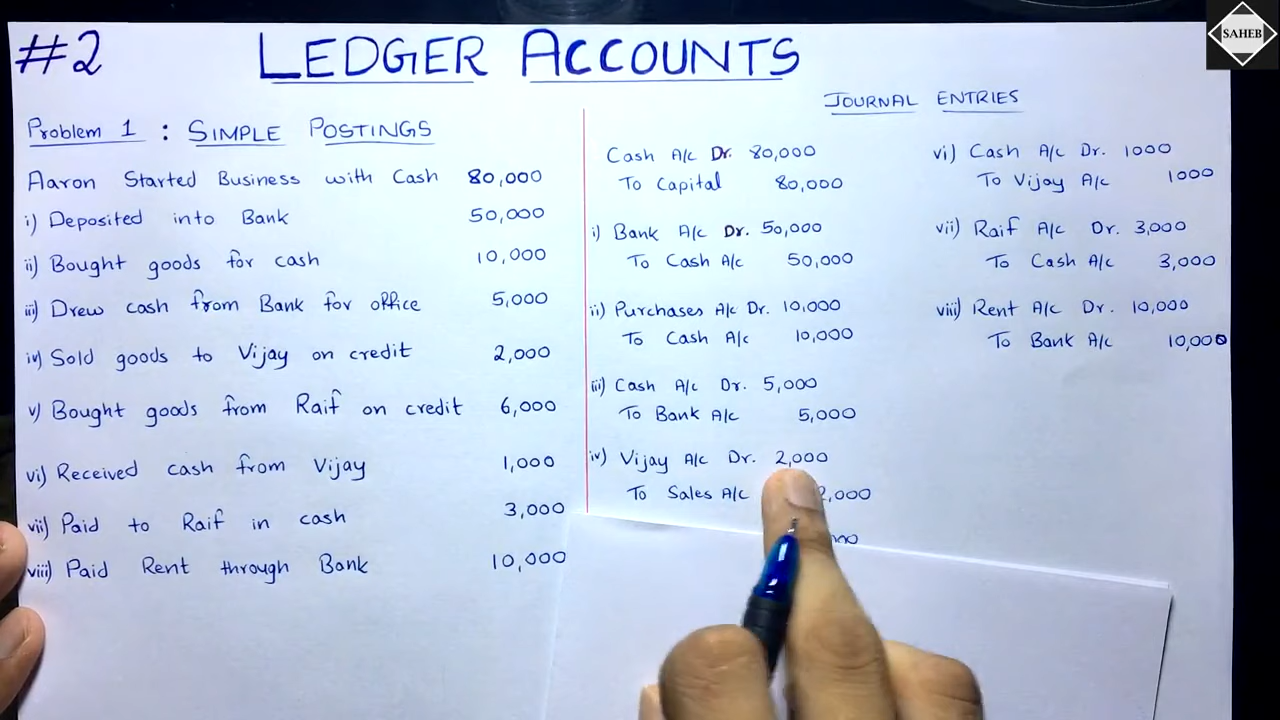 SAHEB
#2 LEDGER ACCOUNTS
JOURNAL ENTRIES
Problem 1 : SIMPLE POSTINGS
Aaron Started Business with Cash 80,000
i) Deposited into Bank 50,000
ii) Bought goods for cash 10,000
iii) Drew cash from Bank for office 5,000
iv) Sold goods to Vijay on credit 2,000
v) Bought goods from Raif on credit 6,000
vi) Received cash from Vijay 1,000
vii) Paid to Raif in cash 3,000
viii) Paid Rent through Bank 10,000
Cash A/c Dr. 80,000
To Capital 80,000
i) Bank A/c Dr. 50,000
To Cash A/c 50,000
ii) Purchases A/c Dr. 10,000
To Cash A/c 10,000
iii) Cash A/c Dr. 5,000
To Bank A/c 5,000
iv) Vijay A/c Dr. 2,000
To Sales A/c 2,000
vi) Cash A/c Dr. 1000
To Vijay A/c 1000
vii) Raif A/c Dr. 3,000
To Cash A/c 3,000
viii) Rent A/c Dr. 10,000
To Bank A/c 10,000